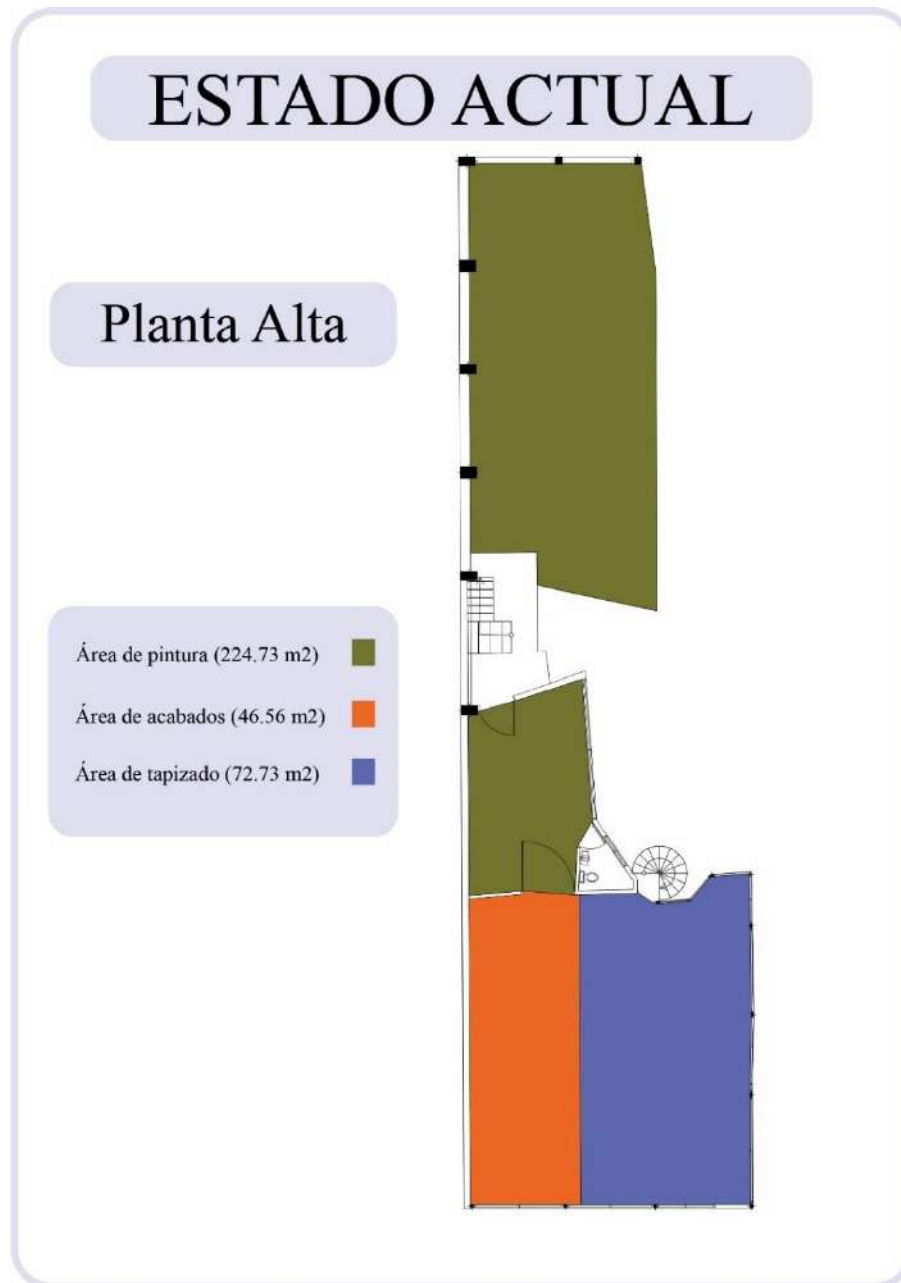 ESTADO ACTUAL
Planta Alta
Área de pintura (224.73 m2)
Área de acabados (46.56 m2)
Área de tapizado (72.73 m2)